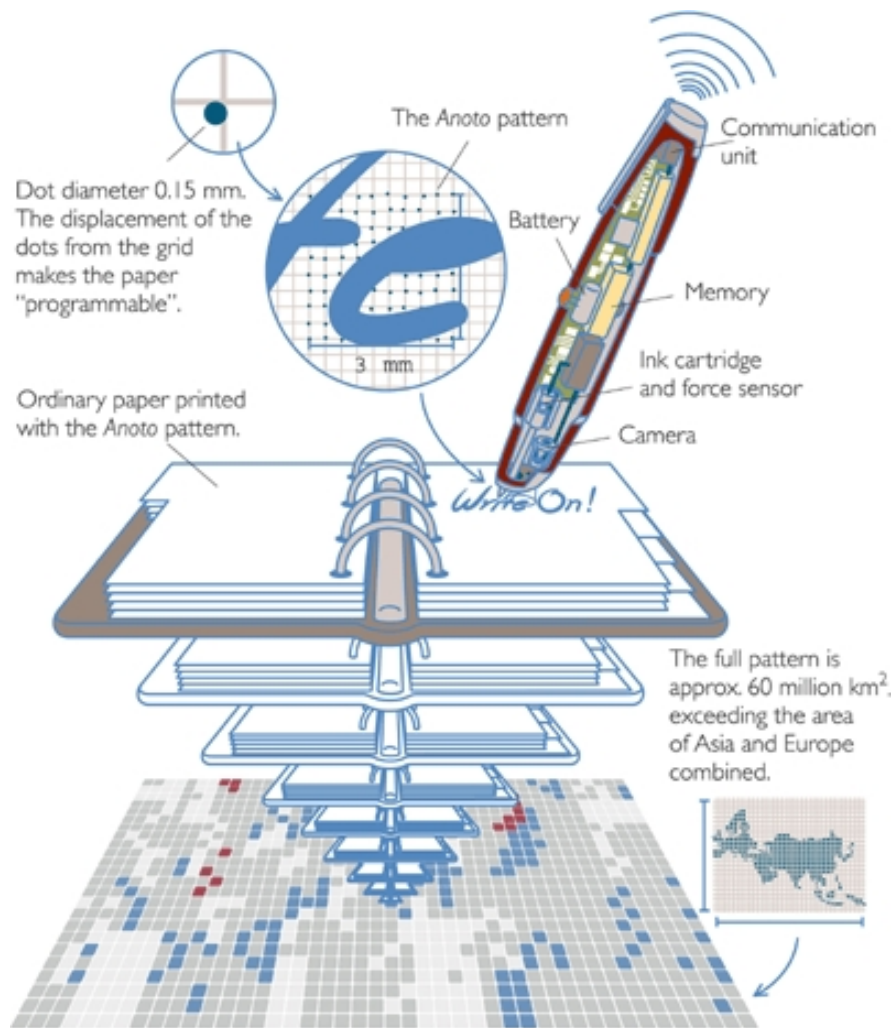 The Anoto pattern
Communication
unit
Dot diameter 0.15 mm.
The displacement of the
dots from the grid
makes the paper
“programmable”.
Battery
Memory
3 mm
Ink cartridge
and force sensor
Ordinary paper printed
with the Anoto pattern.
Camera
Write On!
The full pattern is
approx. 60 million km²,
exceeding the area
of Asia and Europe
combined.